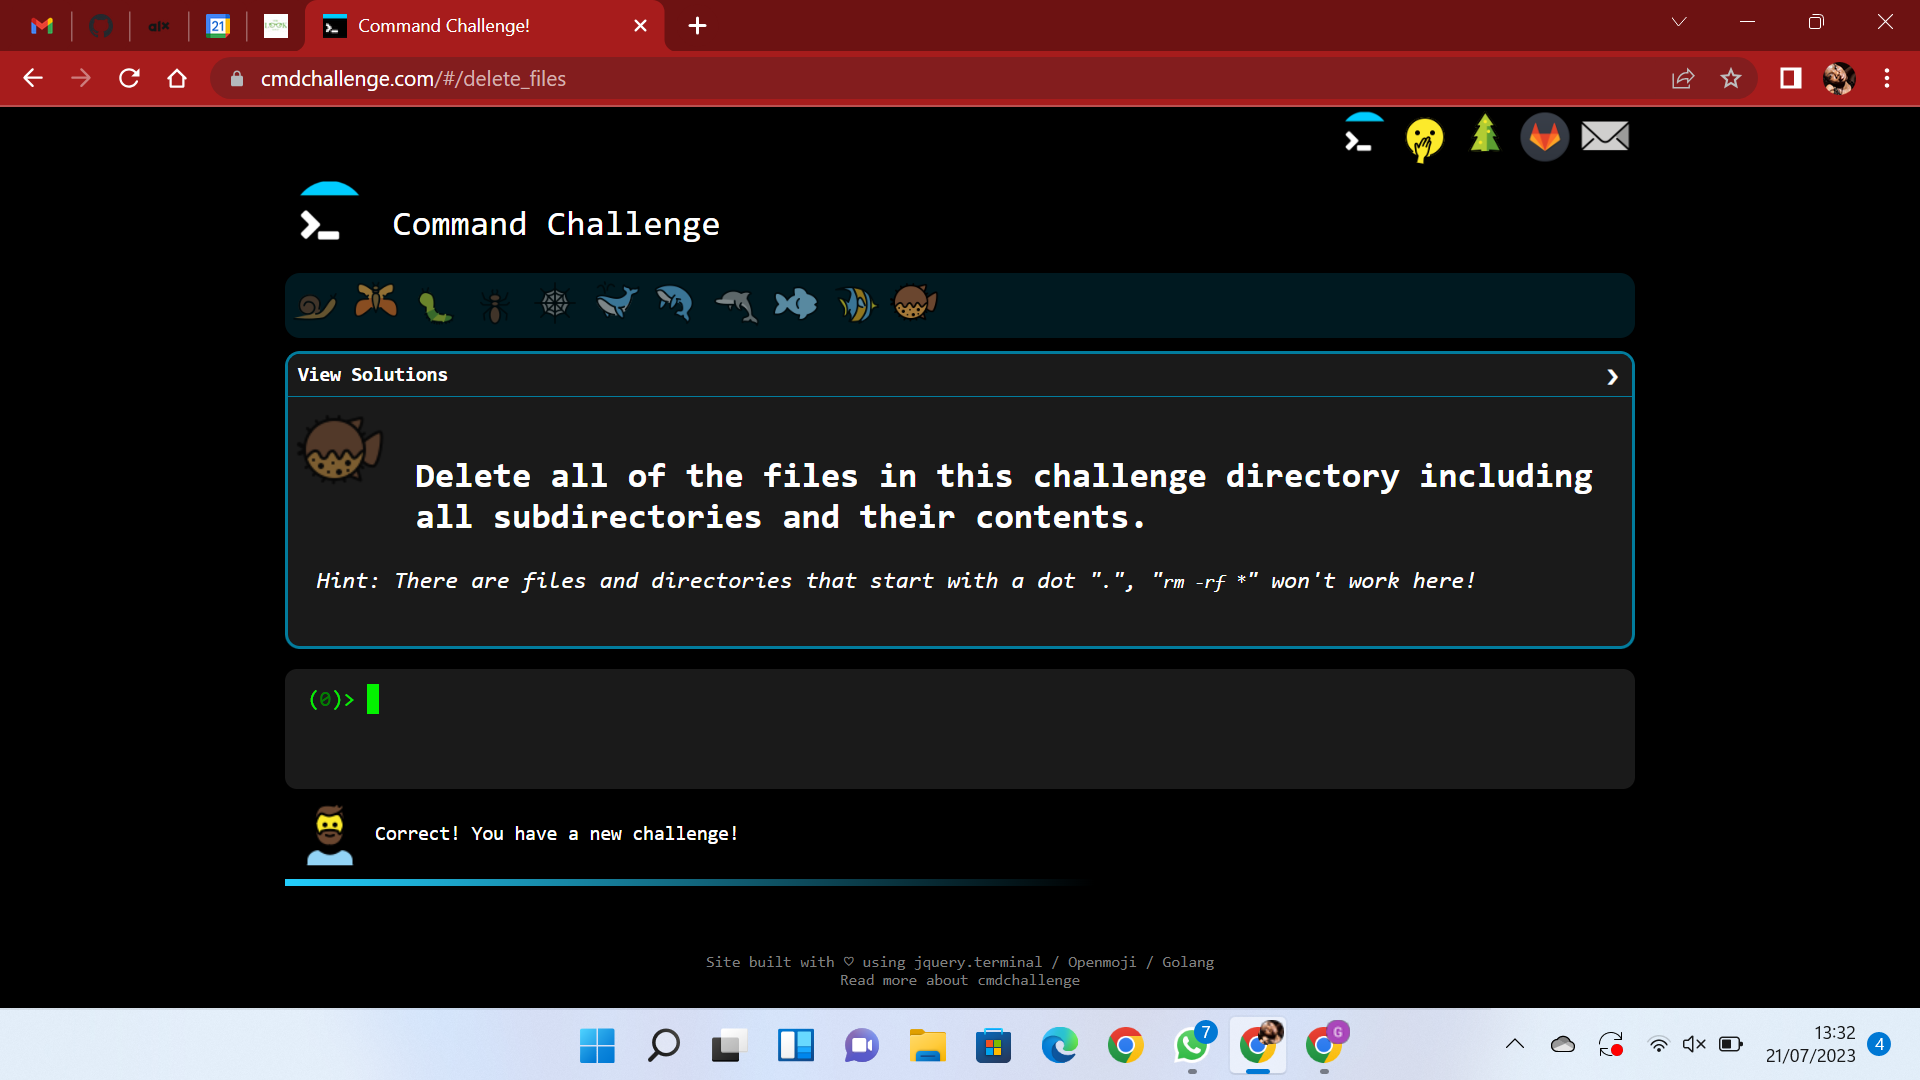 Command Challenge!
cmdchallenge.com/#/delete_files
Command Challenge
View Solutions
Delete all of the files in this challenge directory including
all subdirectories and their contents.
Hint: There are files and directories that start with a dot ".", "rm -rf *" won't work here!
(0)>
Correct! You have a new challenge!
Site built with ♡ using jquery.terminal / Openmoji / Golang
Read more about cmdchallenge
21
alx
7
G
13:32
21/07/2023
4